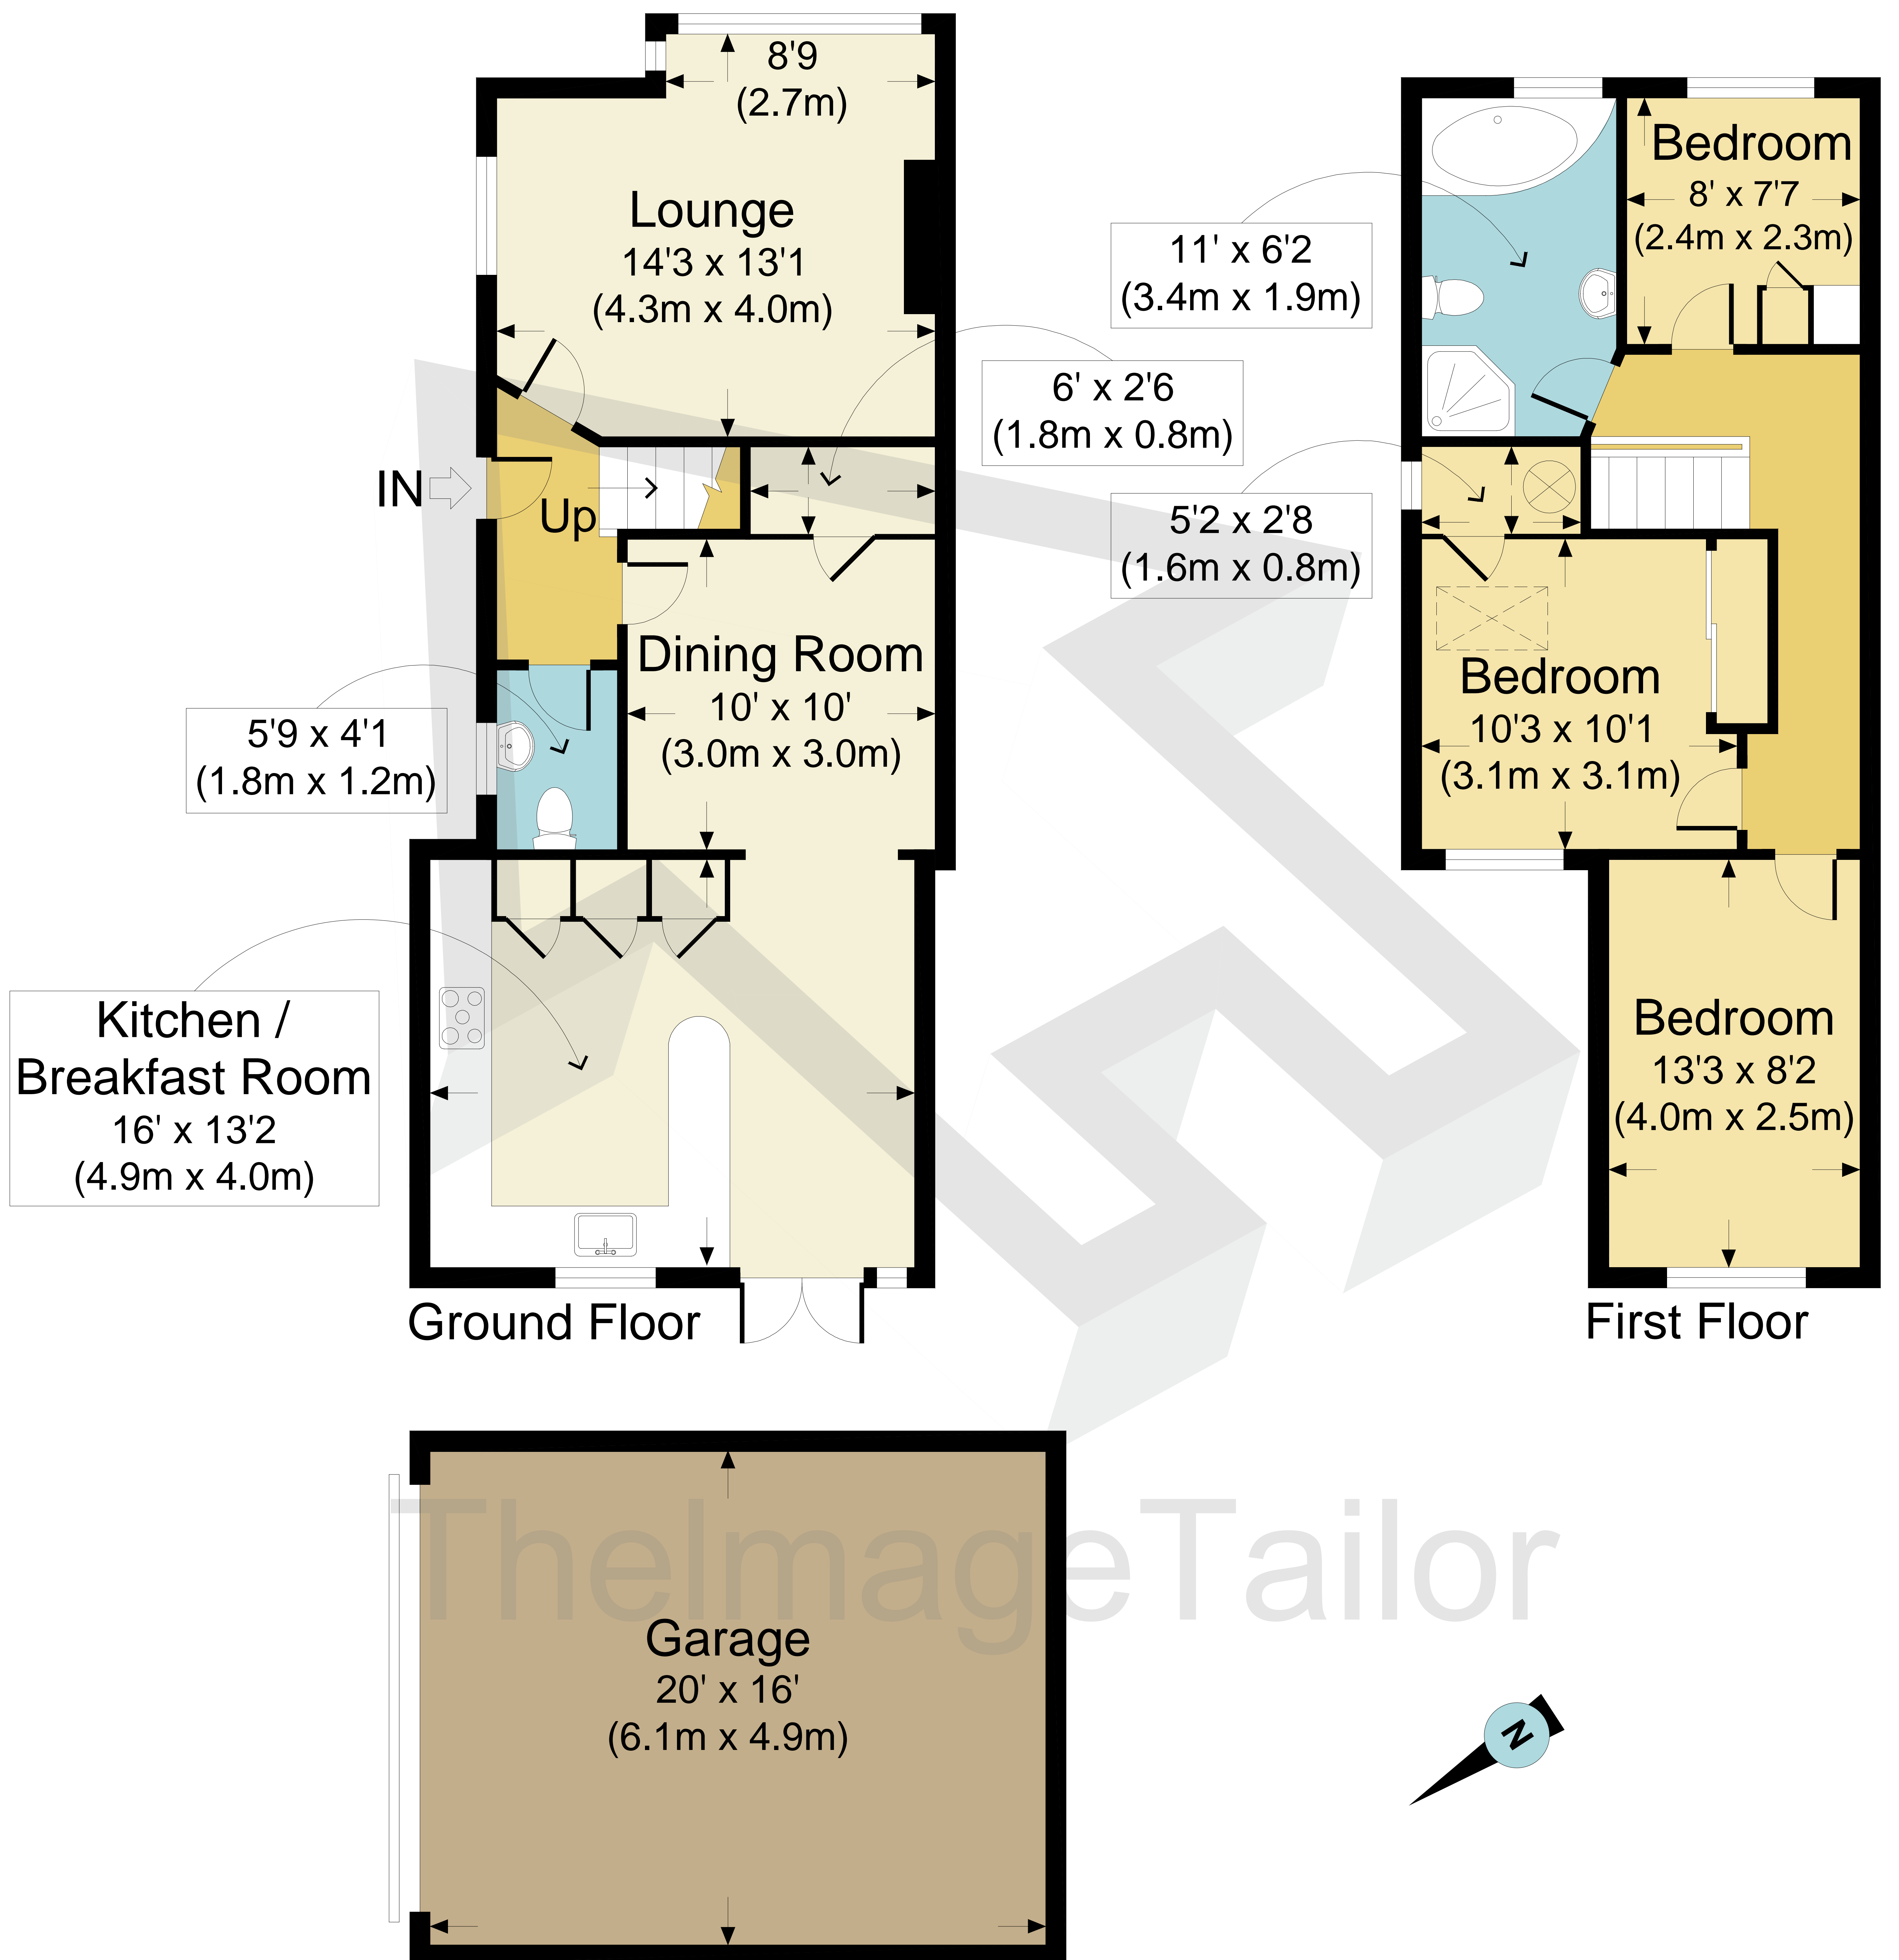 8'9
(2.7m)
Lounge
14'3 x 13'1
(4.3m x 4.0m)
6' x 2'6
(1.8m x 0.8m)
IN
Up
Dining Room
10' x 10'
(3.0m x 3.0m)
5'9 x 4'1
(1.8m x 1.2m)
Kitchen /
Breakfast Room
16' x 13'2
(4.9m x 4.0m)
Ground Floor
11' x 6'2
(3.4m x 1.9m)
Bedroom
8' x 7'7
(2.4m x 2.3m)
5'2 x 2'8
(1.6m x 0.8m)
Bedroom
10'3 x 10'1
(3.1m x 3.1m)
Bedroom
13'3 x 8'2
(4.0m x 2.5m)
First Floor
TheImageTailor
Garage
20' x 16'
(6.1m x 4.9m)
N